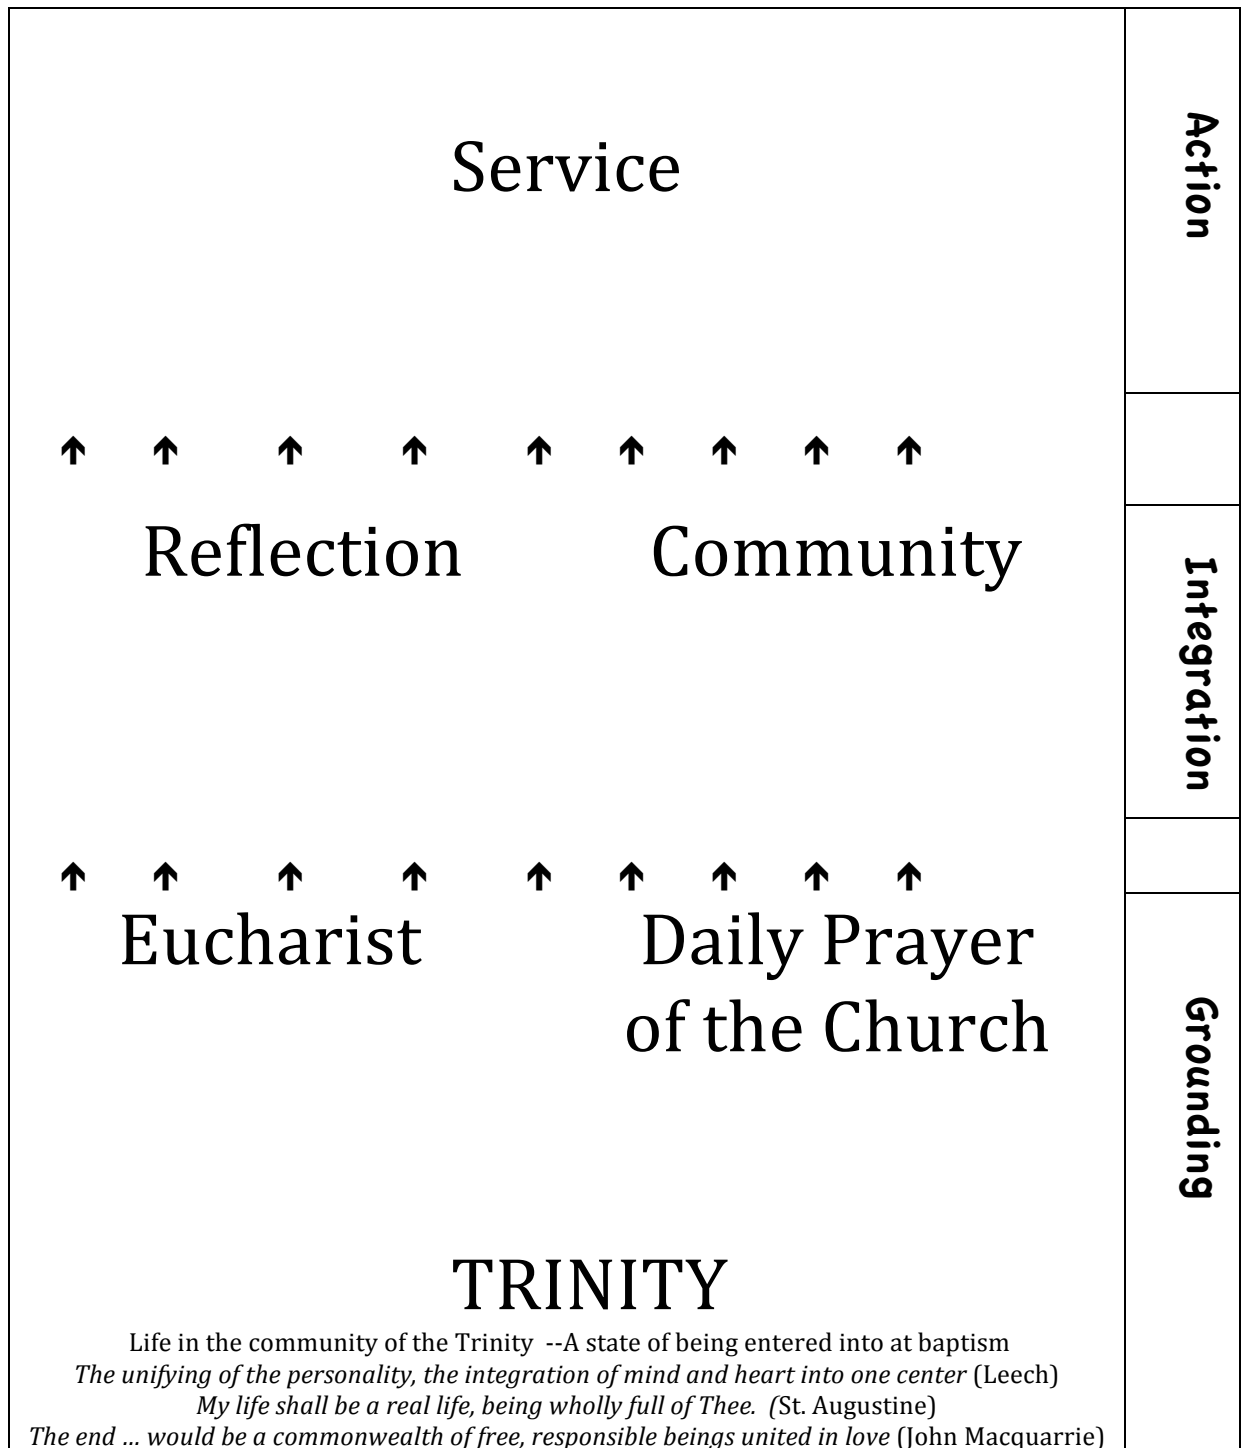 Service
Action
Reflection Community
Integration
Eucharist Daily Prayer
of the Church
Grounding
TRINITY
Life in the community of the Trinity --A state of being entered into at baptism
The unifying of the personality, the integration of mind and heart into one center (Leech)
My life shall be a real life, being wholly full of Thee. (St. Augustine)
The end ... would be a commonwealth of free, responsible beings united in love (John Macquarrie)